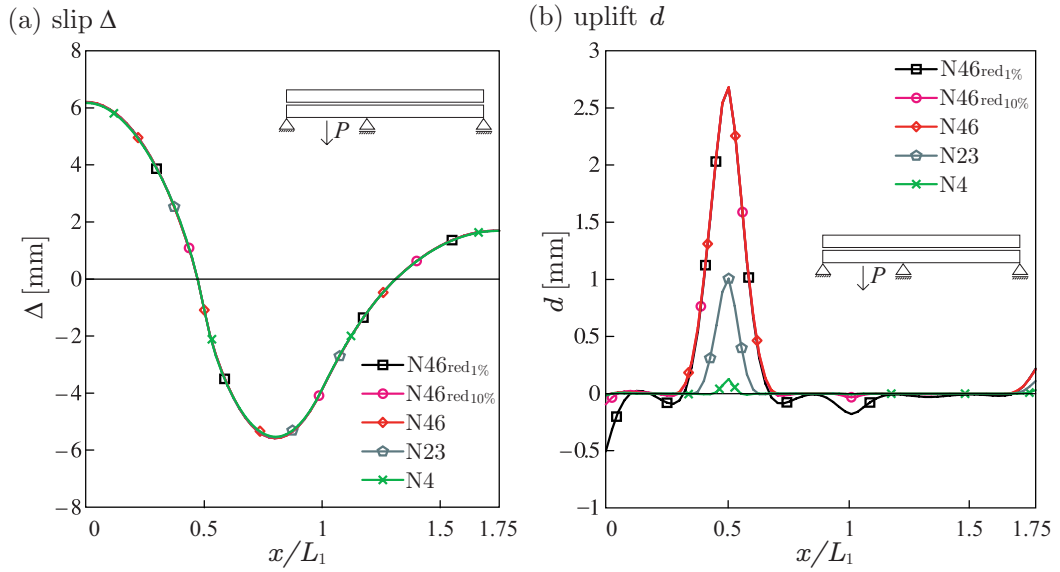 (a) slip Δ
8
6
4
2
0
−2
−4
−6
−8
Δ [mm]
P
N46red1%
N46red10%
N46
N23
N4
0
0.5
1
1.5
1.75
x/L1
(b) uplift d
3
2.5
2
1.5
1
0.5
0
−0.5
−1
d [mm]
N46red1%
N46red10%
N46
N23
N4
P
0
0.5
1
1.5
1.75
x/L1